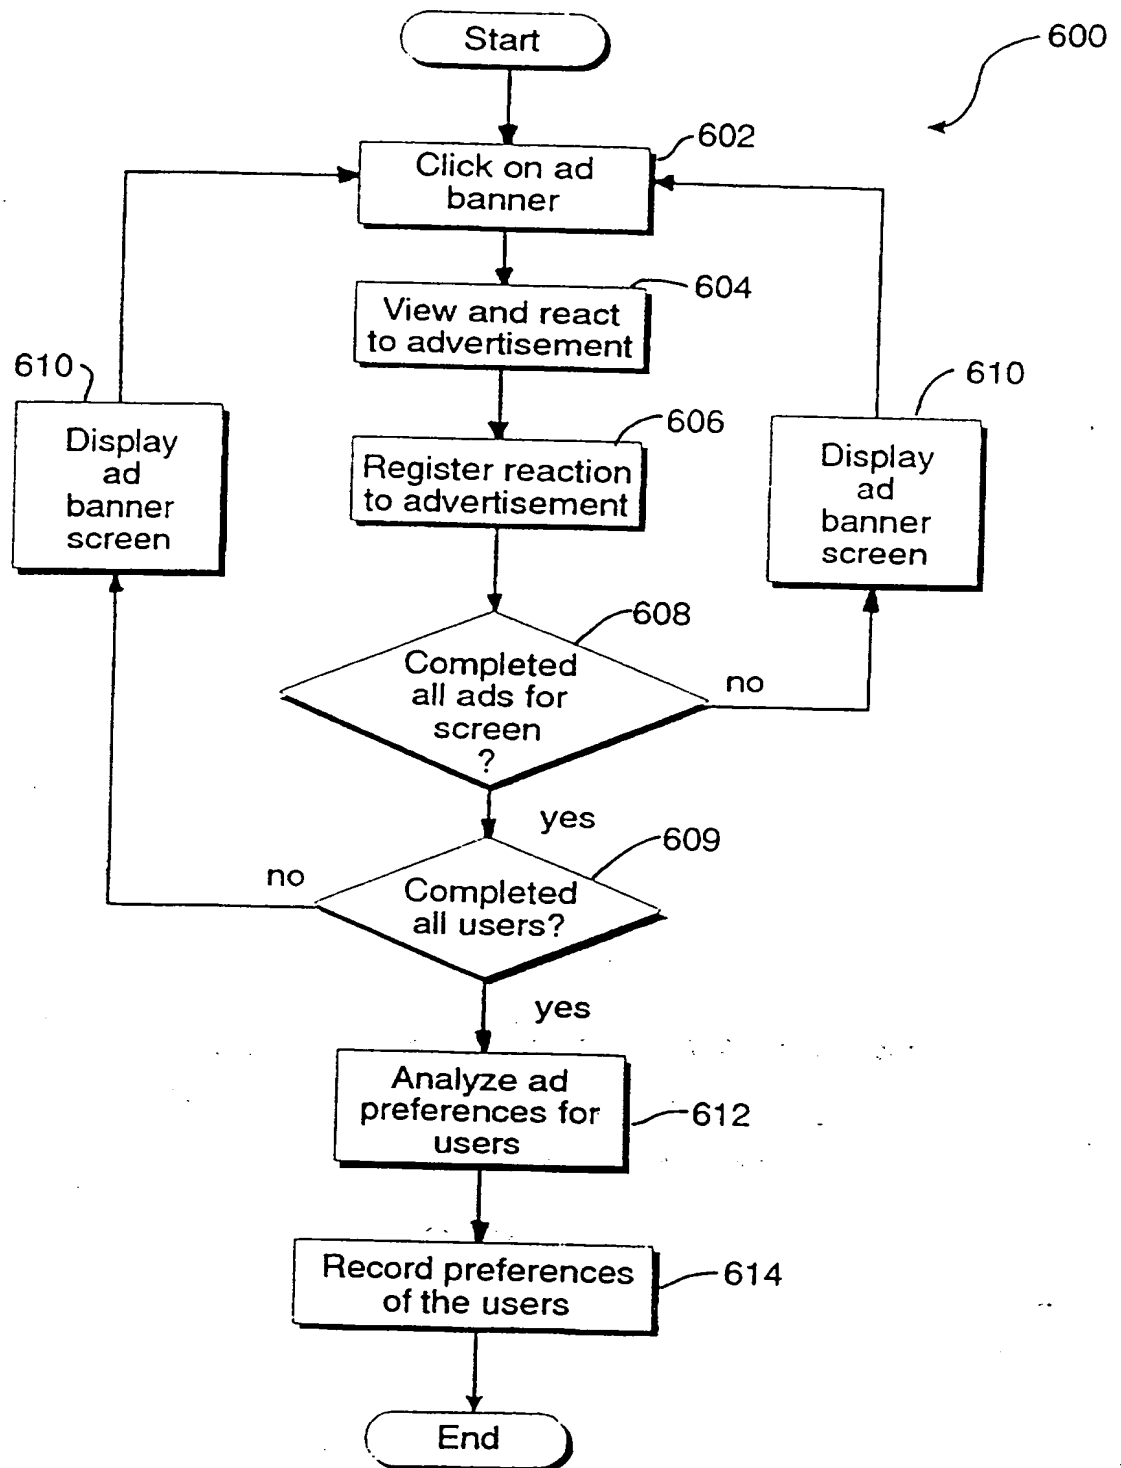 Start
600
602
Click on ad
banner
604
View and react
to advertisement
610
Display
ad
banner
screen
606
Register reaction
to advertisement
610
Display
ad
banner
screen
608
Completed
all ads for
screen
?
no
yes
609
no
Completed
all users?
yes
Analyze ad
preferences for
users
612
Record preferences
of the users
614
End